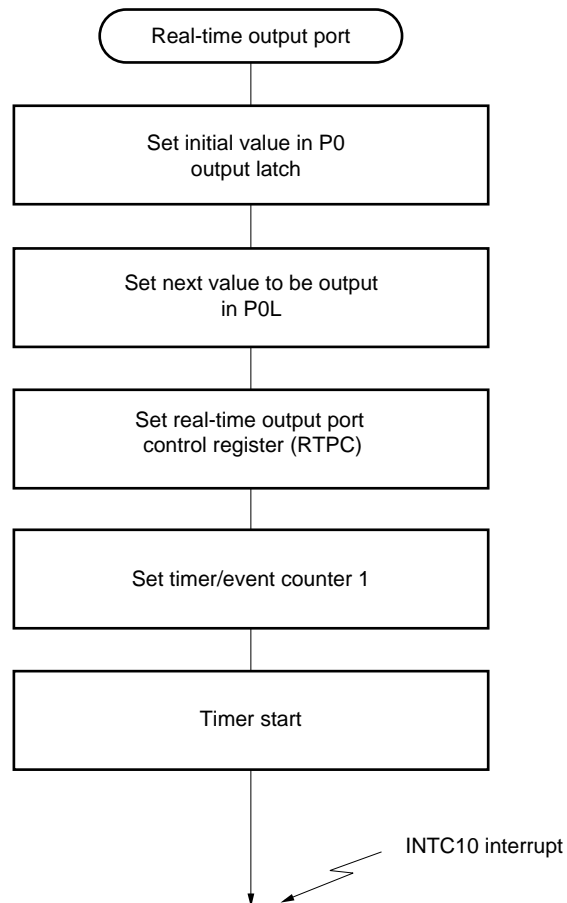 Real-time output port
Set initial value in P0
output latch
Set next value to be output
in P0L
Set real-time output port
control register (RTPC)
Set timer/event counter 1
Timer start
INTC10 interrupt